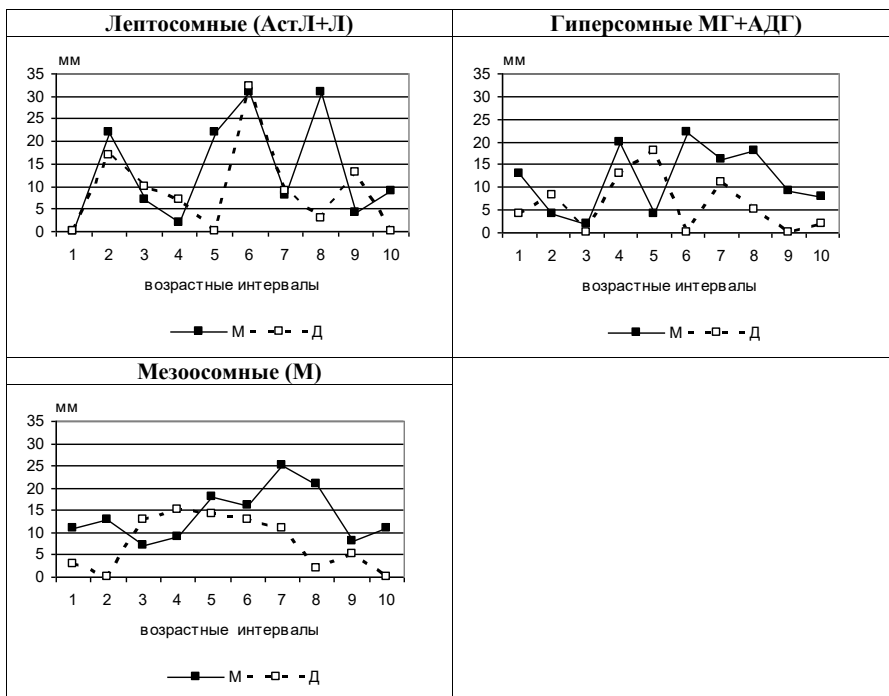 Лептосомные (АстЛ+Л)
мм
35
30
25
20
15
10
5
0
1 2 3 4 5 6 7 8 9 10
возрастные интервалы
М Д
Гиперсомные МГ+АДГ)
мм
35
30
25
20
15
10
5
0
1 2 3 4 5 6 7 8 9 10
возрастные интервалы
М Д
Мезоосомные (М)
мм
35
30
25
20
15
10
5
0
1 2 3 4 5 6 7 8 9 10
возрастные интервалы
М Д